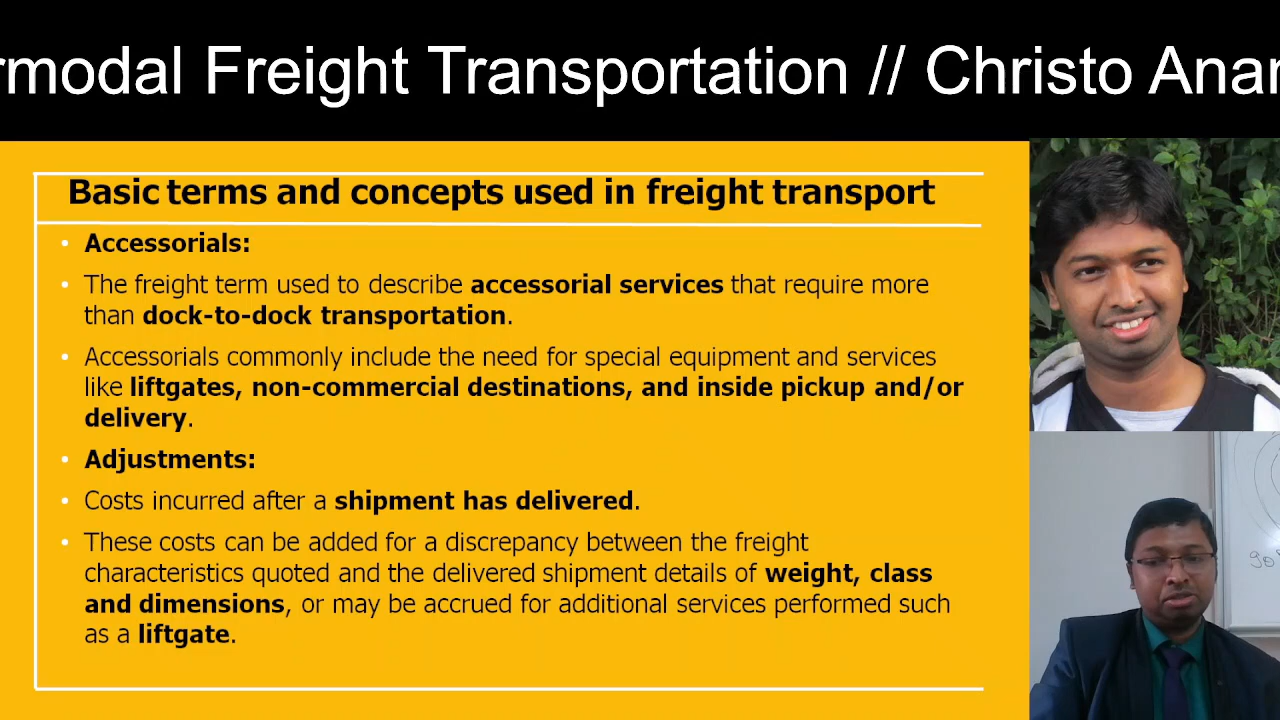 rmodal Freight Transportation // Christo Anan
Basic terms and concepts used in freight transport
• Accessorials:
• The freight term used to describe accessorial services that require more
than dock-to-dock transportation.
• Accessorials commonly include the need for special equipment and services
like liftgates, non-commercial destinations, and inside pickup and/or
delivery.
• Adjustments:
• Costs incurred after a shipment has delivered.
• These costs can be added for a discrepancy between the freight
characteristics quoted and the delivered shipment details of weight, class
and dimensions, or may be accrued for additional services performed such
as a liftgate.